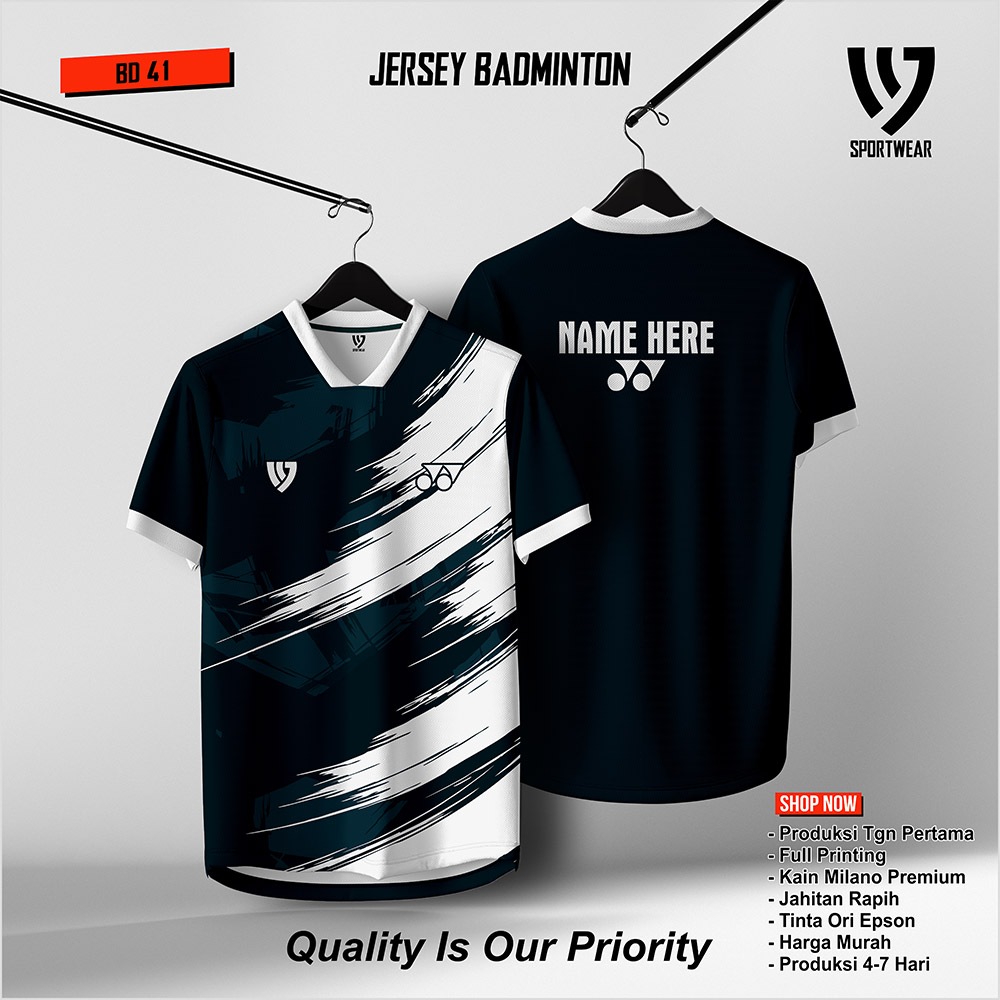 BD 41
JERSEY BADMINTON
SPORTWEAR
NAME HERE
SPORTWEAR
SHOP NOW
- Produksi Tgn Pertama
- Full Printing
- Kain Milano Premium
- Jahitan Rapih
- Tinta Ori Epson
- Harga Murah
- Produksi 4-7 Hari
Quality Is Our Priority